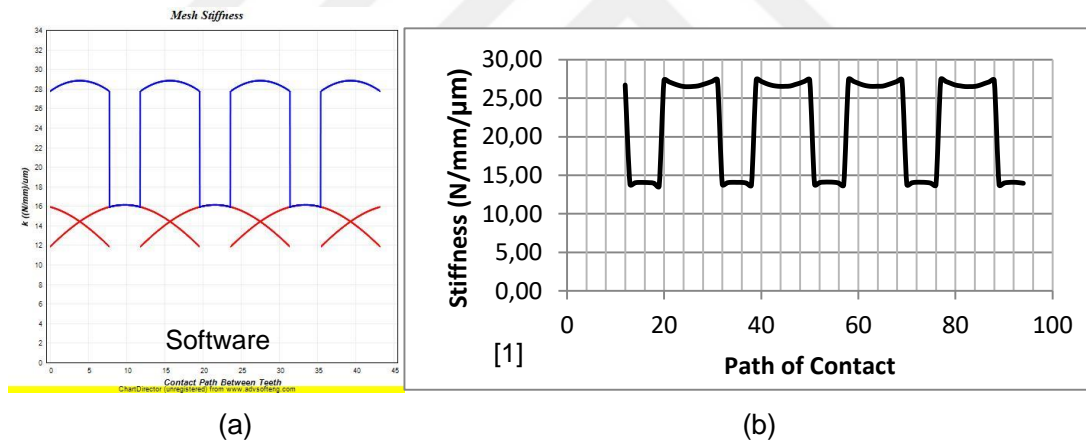 Mesh Stiffness
34
32
30
28
26
24
22
20
18
16
14
12
10
8
6
4
2
0
k ((N/mm)/um)
Software
0 5 10 15 20 25 30 35 40 45
Contact Path Between Teeth
ChartDirector (unregistered) from www.advsofteng.com
(a)
30,00
25,00
20,00
15,00
10,00
5,00
0,00
Stiffness (N/mm/μm)
0 20 40 60 80 100
[1]
Path of Contact
(b)